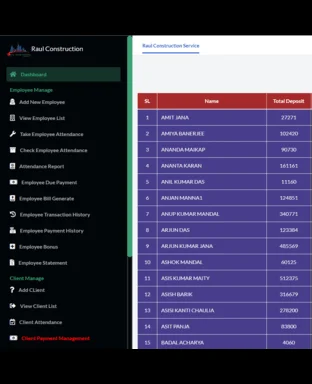 Raul Construction
Dashboard
Employee Manage
Add New Employee
View Employee List
Take Employee Attendance
Check Employee Attendance
Attendance Report
Employee Due Payment
Employee Bill Generate
Employee Transaction History
Employee Payment History
Employee Bonus
Employee Statement
Client Manage
Add CLient
View Client List
Client Attendance
Client Payment Management
Raul Construction Service
SL Name Total Deposit
1 AMIT JANA 27271
2 AMIYA BANERJEE 102420
3 ANANDA MAIKAP 90730
4 ANANTA KARAN 161161
5 ANIL KUMAR DAS 11160
6 ANJAN MANNA1 124851
7 ANUP KUMAR MANDAL 340771
8 ARJUN DAS 123384
9 ARJUN KUMAR JANA 485569
10 ASHOK MANDAL 60125
11 ASIS KUMAR MAITY 512375
12 ASISH BARIK 316679
13 ASISH KANTI CHAULIA 278200
14 ASIT PANJA 83800
15 BADAL ACHARYA 4060